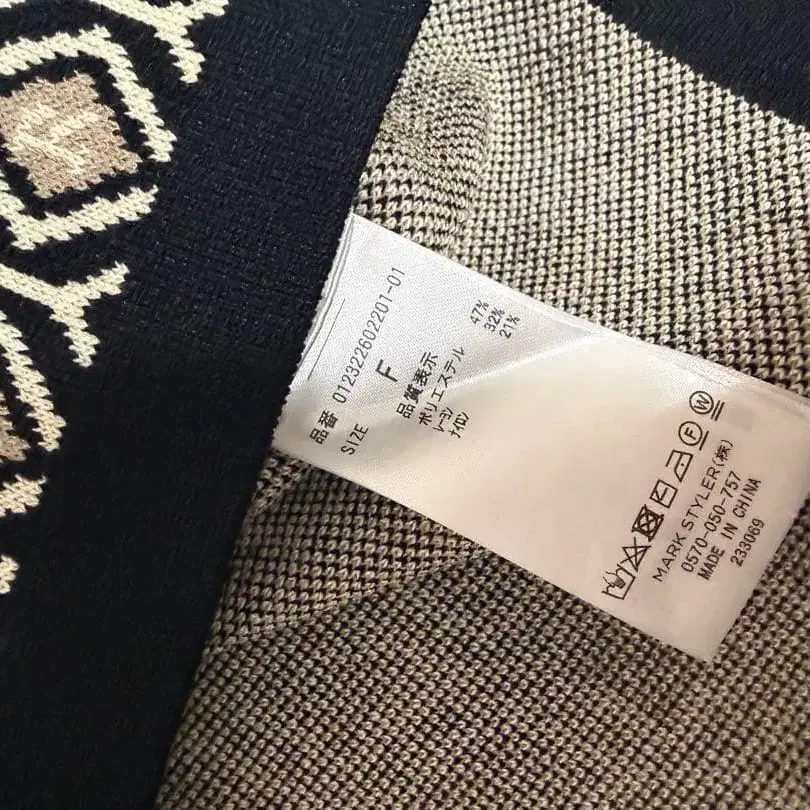 品番 012322602201-01
SIZE F
品質表示
ポリエステル 47%
レーヨン 32%
ナイロン 21%
F
W
MARK STYLER(株)
0570-050-757
MADE IN CHINA
233069